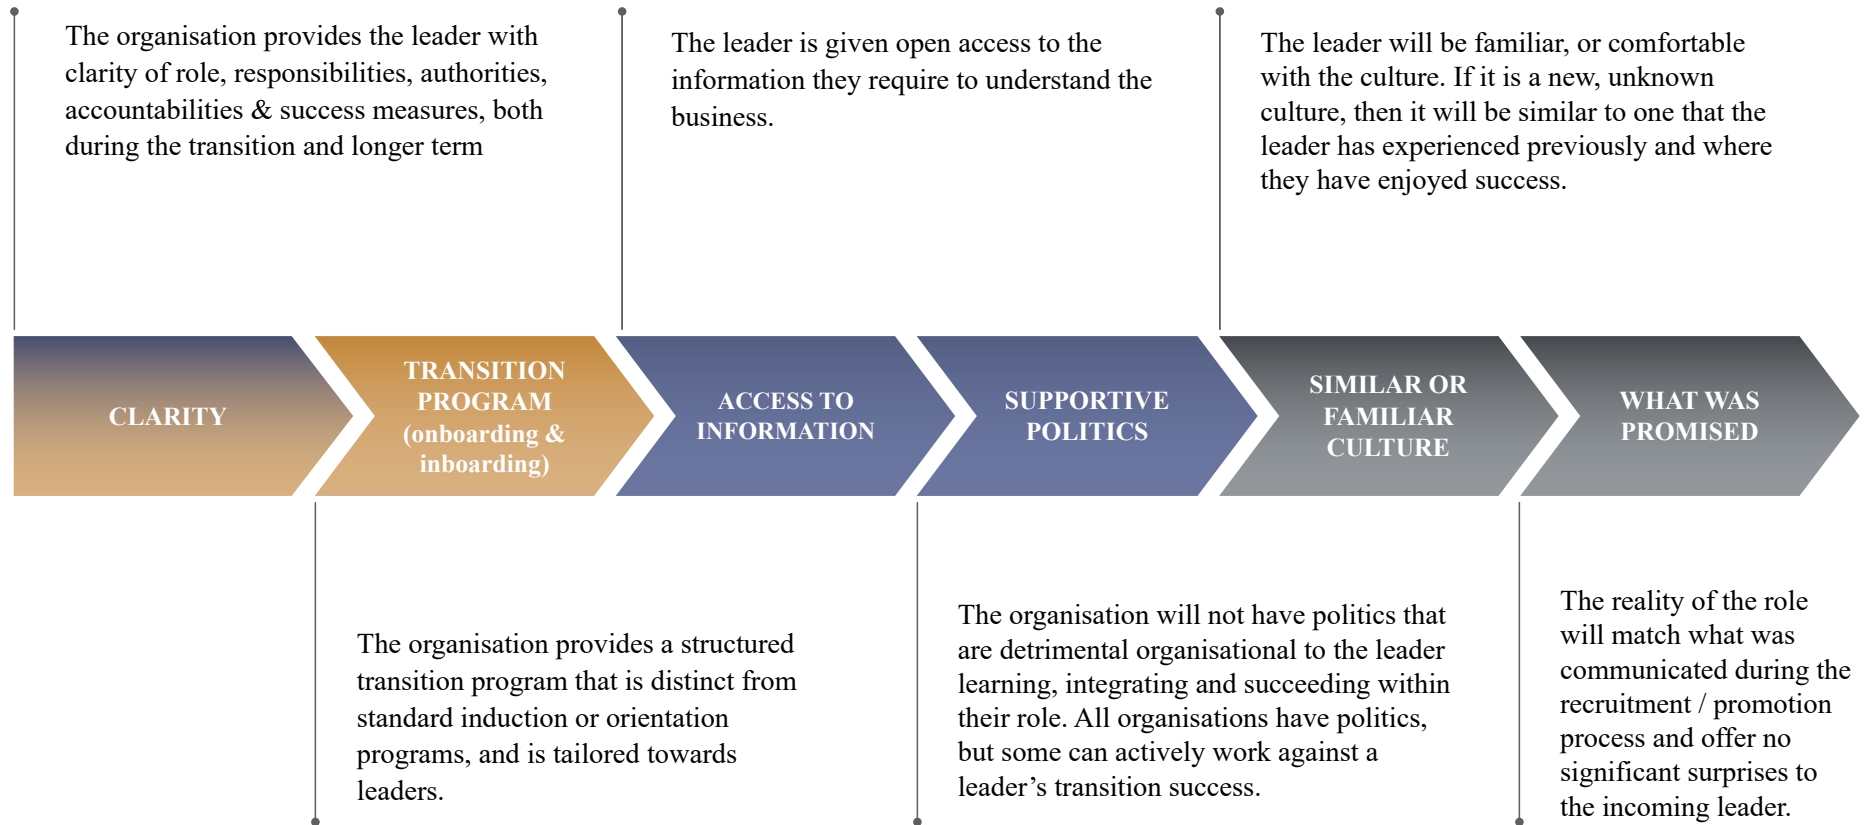 The organisation provides the leader with
clarity of role, responsibilities, authorities,
accountabilities & success measures, both
during the transition and longer term
The leader is given open access to the
information they require to understand the
business.
The leader will be familiar, or comfortable
with the culture. If it is a new, unknown
culture, then it will be similar to one that the
leader has experienced previously and where
they have enjoyed success.
CLARITY
TRANSITION
PROGRAM
(onboarding &
inboarding)
ACCESS TO
INFORMATION
SUPPORTIVE
POLITICS
SIMILAR OR
FAMILIAR
CULTURE
WHAT WAS
PROMISED
The organisation provides a structured
transition program that is distinct from
standard induction or orientation
programs, and is tailored towards
leaders.
The organisation will not have politics that
are detrimental organisational to the leader
learning, integrating and succeeding within
their role. All organisations have politics,
but some can actively work against a
leader’s transition success.
The reality of the role
will match what was
communicated during the
recruitment / promotion
process and offer no
significant surprises to
the incoming leader.